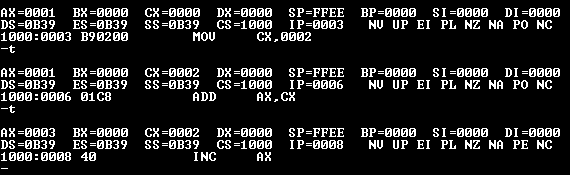 AX=0001  BX=0000  CX=0000  DX=0000  SP=FFEE  BP=0000  SI=0000  DI=0000
DS=0B39  ES=0B39  SS=0B39  CS=1000  IP=0003   NV UP EI PL NZ NA PO NC
1000:0003 B90200        MOV     CX,0002
-t
AX=0001  BX=0000  CX=0002  DX=0000  SP=FFEE  BP=0000  SI=0000  DI=0000
DS=0B39  ES=0B39  SS=0B39  CS=1000  IP=0006   NV UP EI PL NZ NA PO NC
1000:0006 01C8          ADD     AX,CX
-t
AX=0003  BX=0000  CX=0002  DX=0000  SP=FFEE  BP=0000  SI=0000  DI=0000
DS=0B39  ES=0B39  SS=0B39  CS=1000  IP=0008   NV UP EI PL NZ NA PE NC
1000:0008 40            INC     AX
-